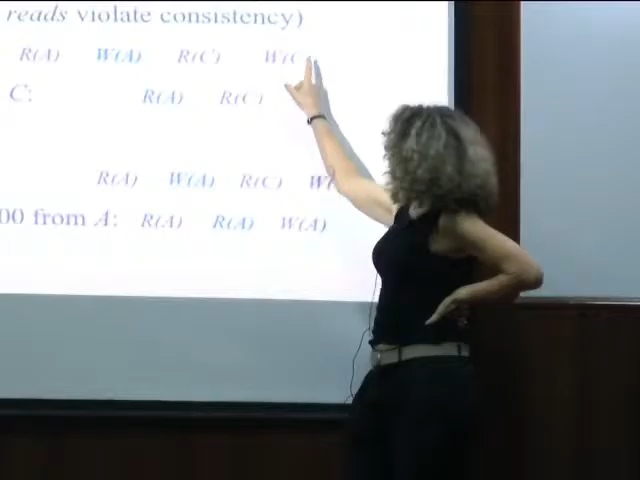 reads violate consistency)
R(A) W(A) R(C) W(C
C: R(A) R(C)
R(A) W(A) R(C) W(
00 from A: R(A) R(A) W(A)